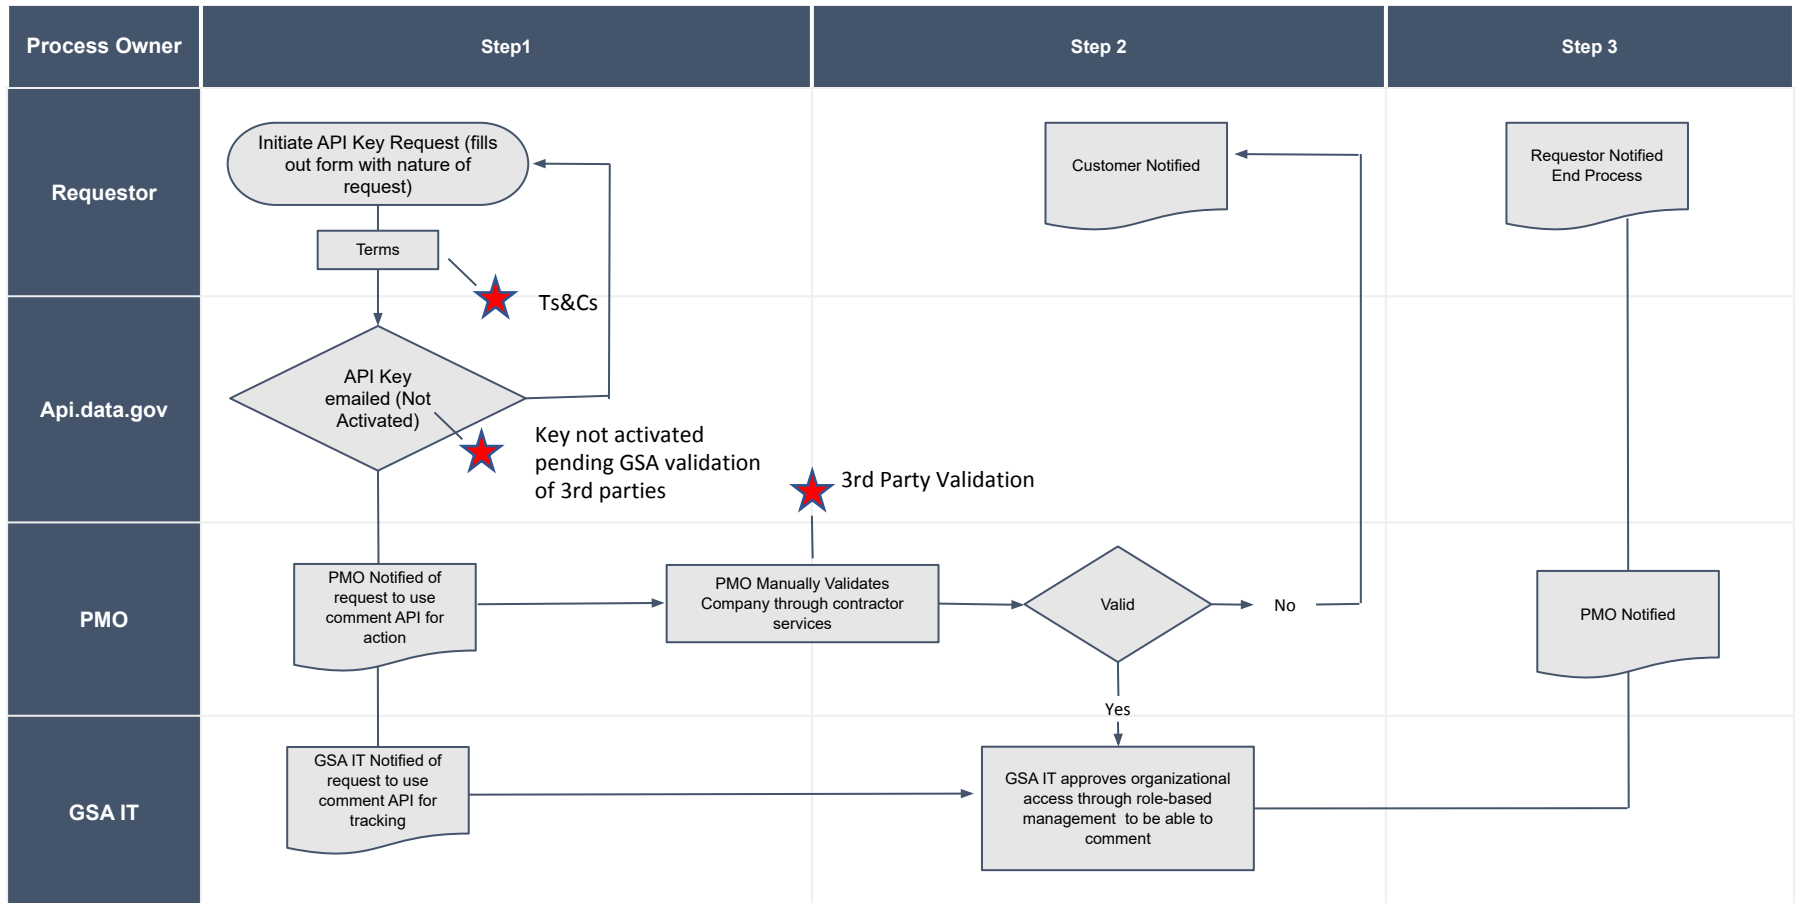 Process Owner
Step1
Step 2
Step 3
Requestor
Initiate API Key Request (fills
out form with nature of
request)
Terms
Ts&Cs
Customer Notified
Requestor Notified
End Process
Api.data.gov
API Key
emailed (Not
Activated)
Key not activated
pending GSA validation
of 3rd parties
3rd Party Validation
PMO
PMO Notified of
request to use
comment API for
action
PMO Manually Validates
Company through contractor
services
Valid
No
Yes
PMO Notified
GSA IT
GSA IT Notified of
request to use
comment API for
tracking
GSA IT approves organizational
access through role-based
management  to be able to
comment